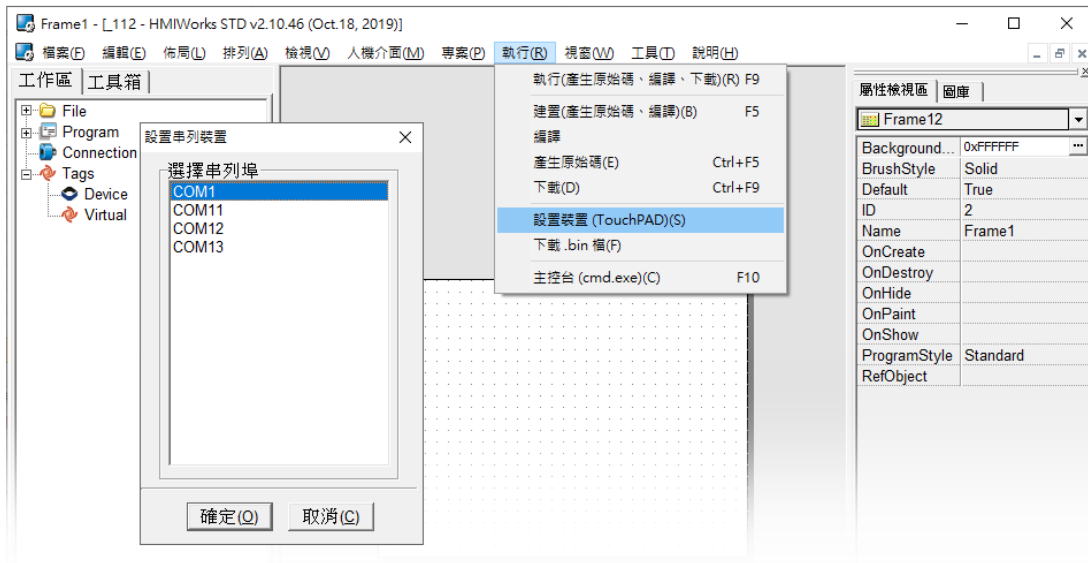 Frame1 - [_112 - HMIWorks STD v2.10.46 (Oct.18, 2019)]
檔案(F) 編輯(E) 佈局(L) 排列(A) 檢視(V) 人機介面(M) 專案(P) 執行(R) 視窗(W) 工具(T) 說明(H)
工作區 工具箱
File
Program
Connection
Tags
Device
Virtual
設置串列裝置
選擇串列埠
COM1
COM11
COM12
COM13
確定(O) 取消(C)
執行(產生原始碼、編譯、下載)(R) F9
建置(產生原始碼、編譯)(B) F5
編譯
產生原始碼(E) Ctrl+F5
下載(D) Ctrl+F9
設置裝置 (TouchPAD)(S)
下載 .bin 檔(F)
主控台 (cmd.exe)(C) F10
屬性檢視區 圖庫
Frame12
Background... 0xFFFFFF ...
BrushStyle Solid
Default True
ID 2
Name Frame1
OnCreate
OnDestroy
OnHide
OnPaint
OnShow
ProgramStyle Standard
RefObject